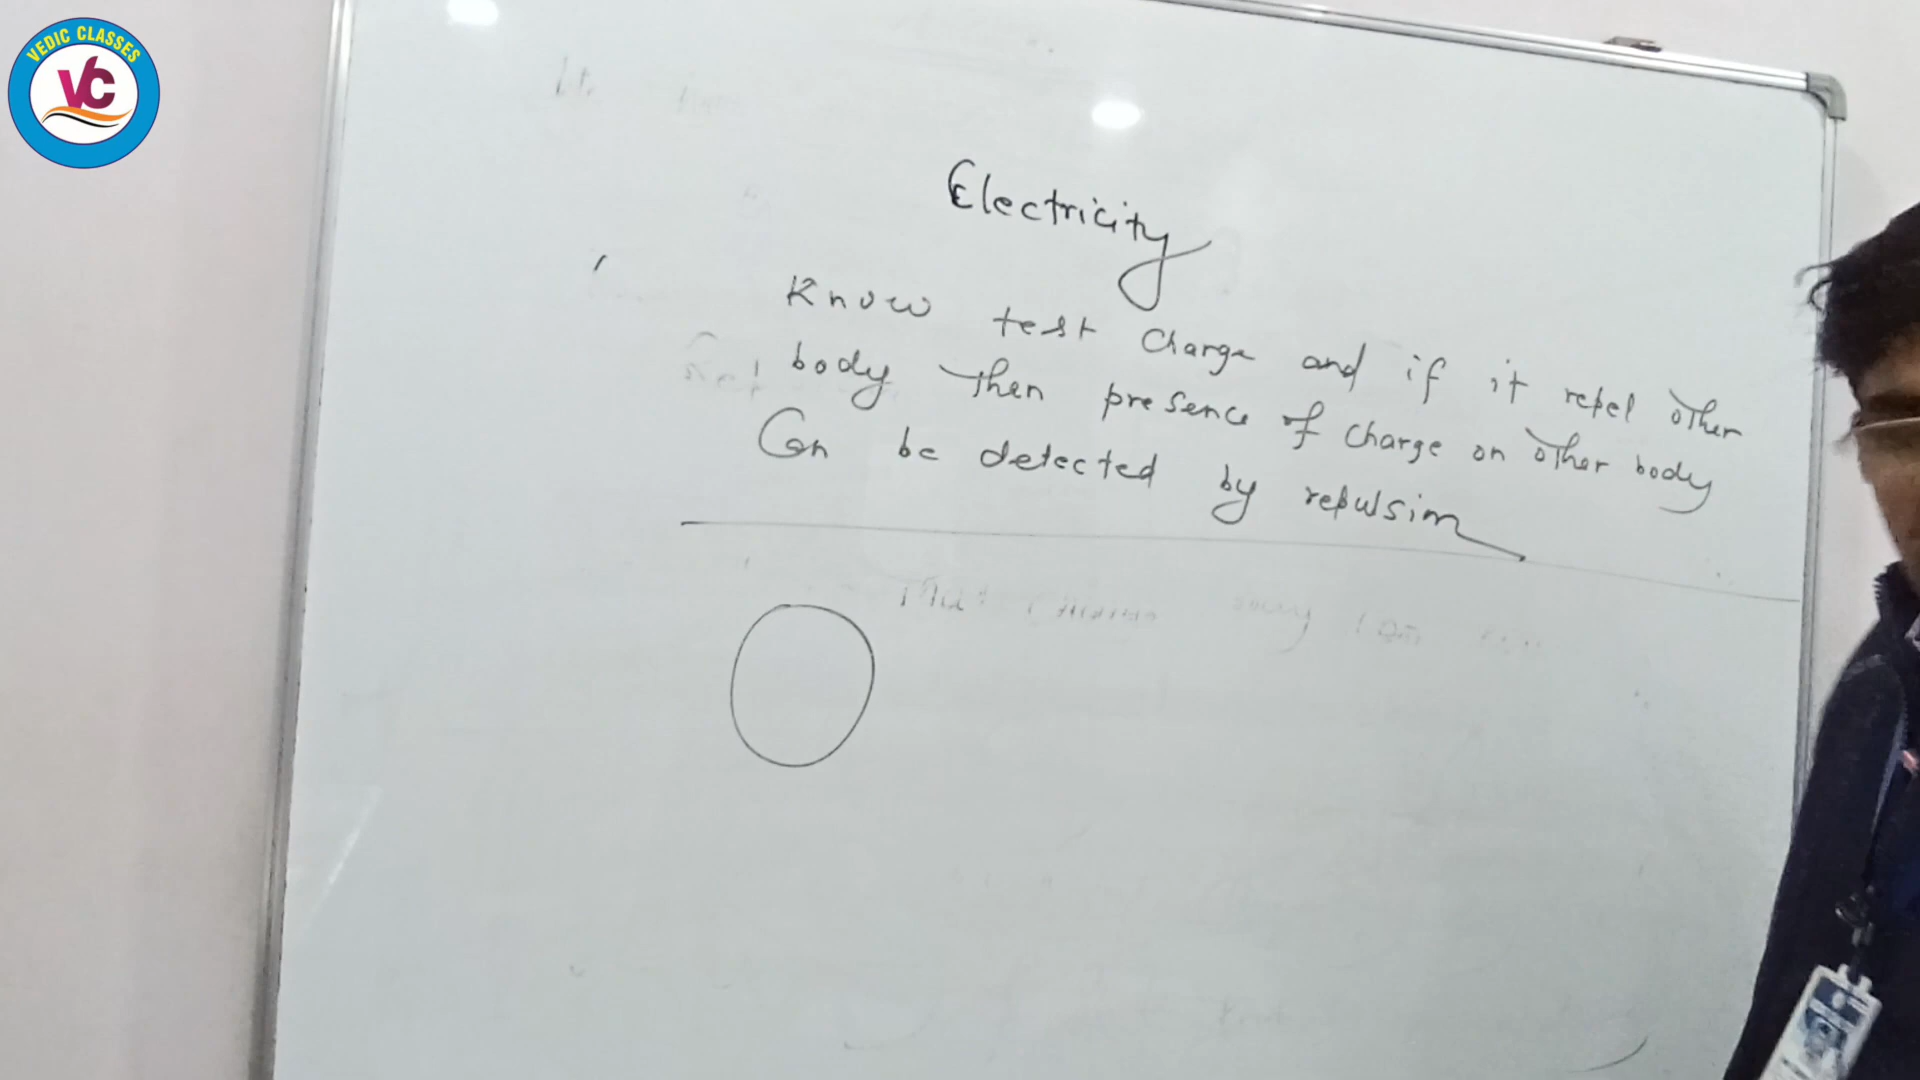 VEDIC CLASSES
VC
Electricity
Know test charge and if it repel other
body then presence of charge on other body
Can be detected by repulsion